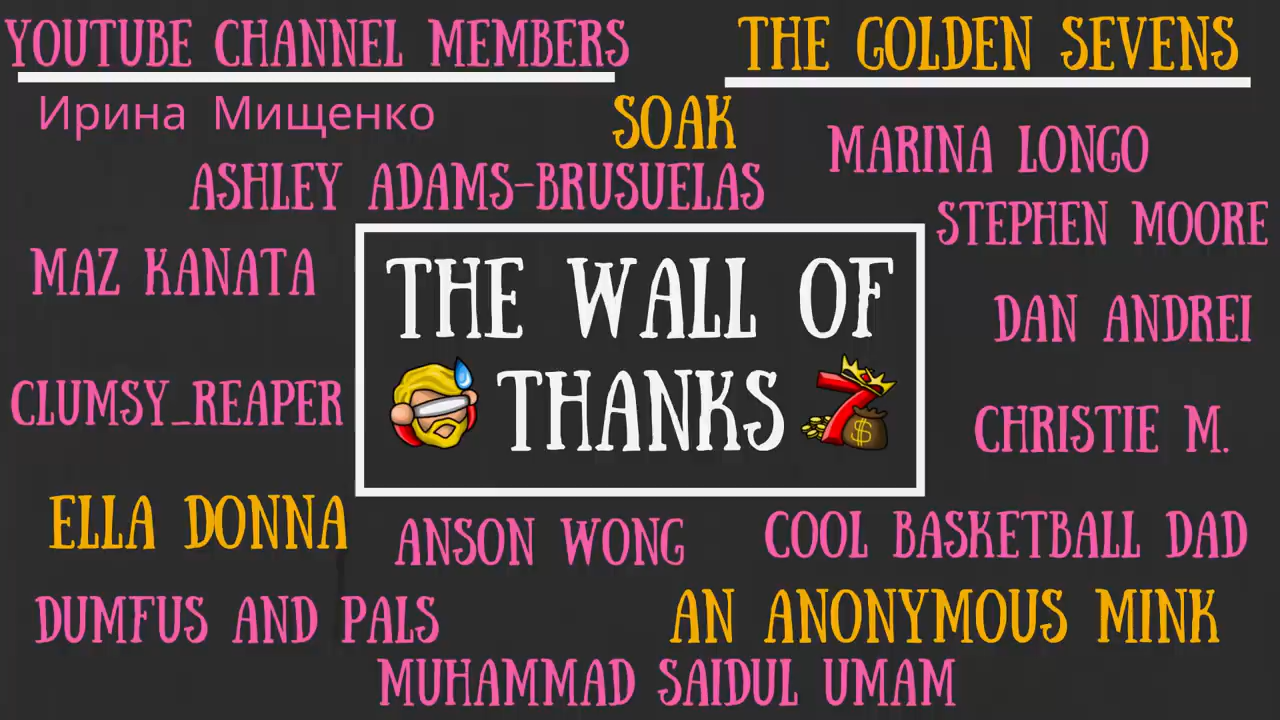 YOUTUBE CHANNEL MEMBERS
THE GOLDEN SEVENS
Ирина Мищенко
SOAK
MARINA LONGO
ASHLEY ADAMS-BRUSUELAS
STEPHEN MOORE
MAZ KANATA
THE WALL OF
THANKS
7
$
DAN ANDREI
CLUMSY_REAPER
CHRISTIE M.
ELLA DONNA
ANSON WONG
COOL BASKETBALL DAD
DUMFUS AND PALS
AN ANONYMOUS MINK
MUHAMMAD SAIDUL UMAM